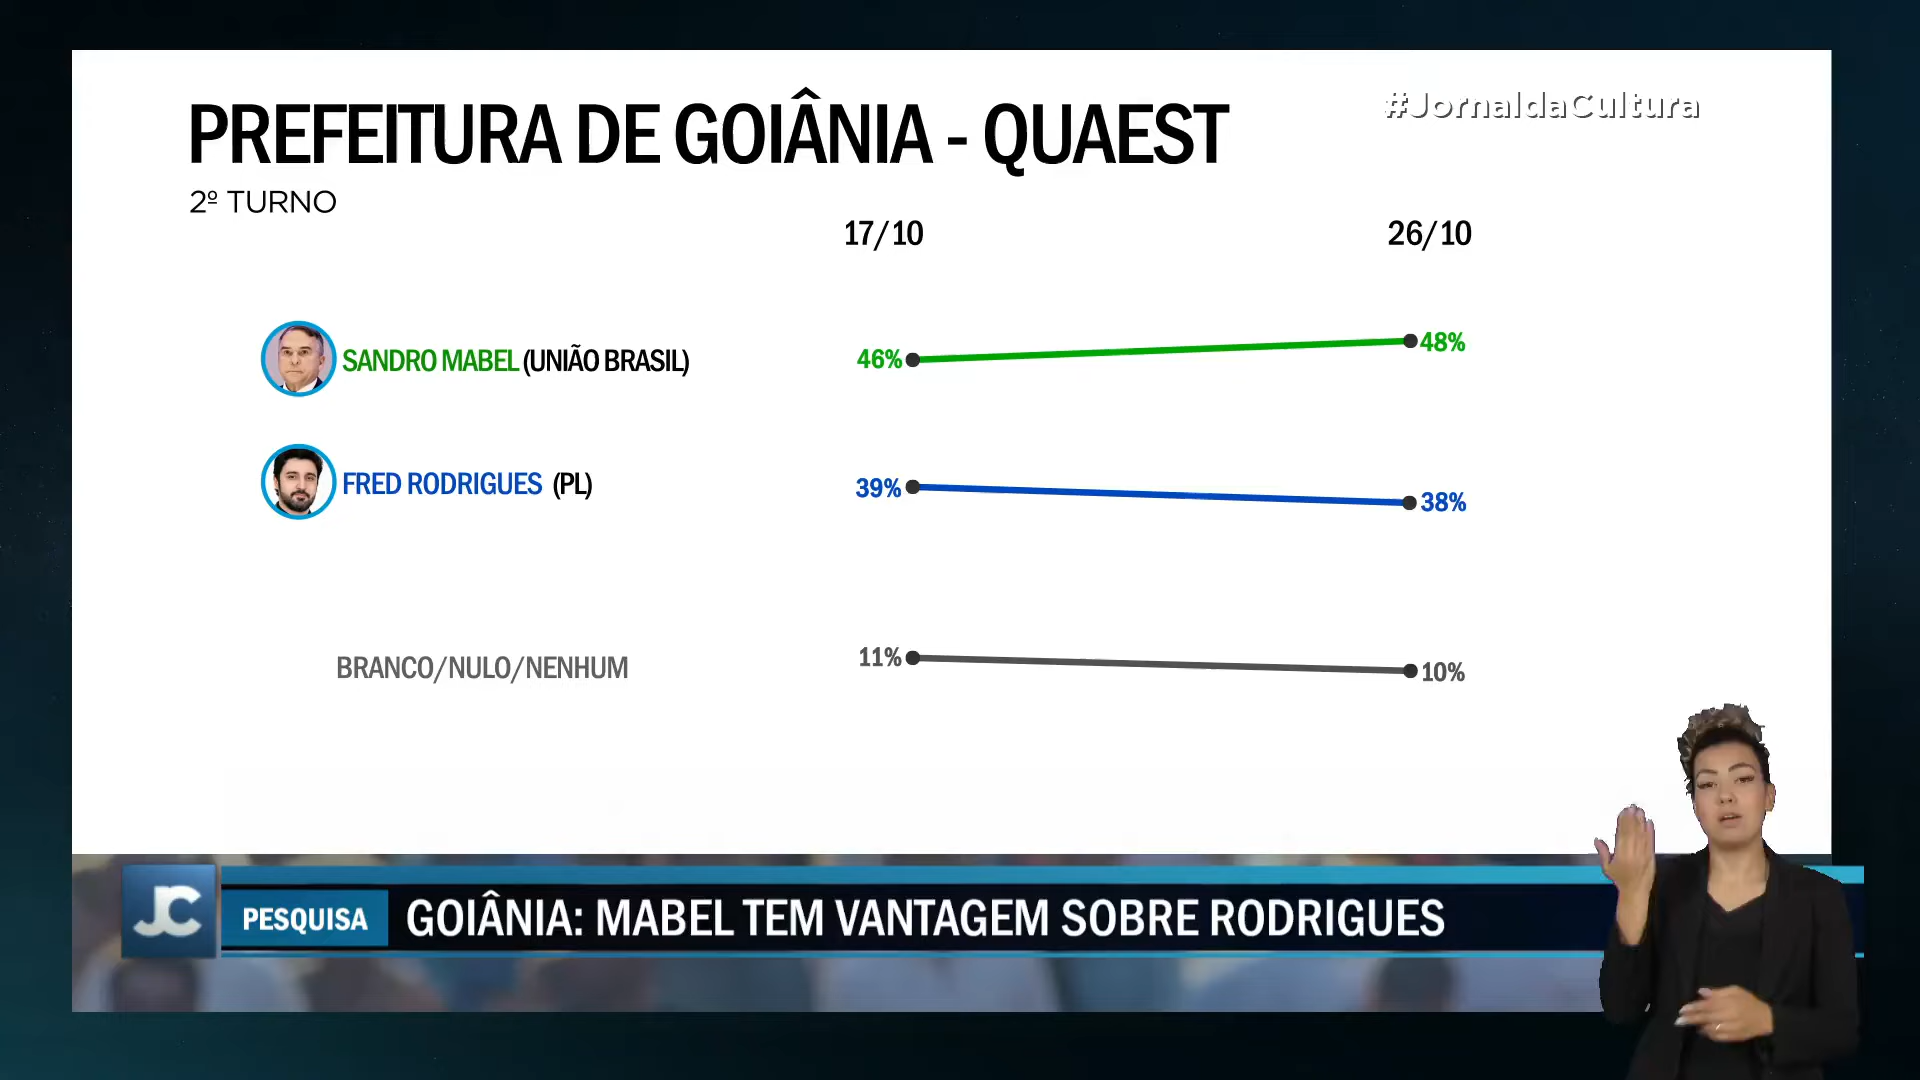 PREFEITURA DE GOIÂNIA - QUAEST
#JornaldaCultura
2º TURNO
17/10 26/10
SANDRO MABEL (UNIÃO BRASIL) 46% 48%
FRED RODRIGUES (PL) 39% 38%
BRANCO/NULO/NENHUM 11% 10%
JC PESQUISA GOIÂNIA: MABEL TEM VANTAGEM SOBRE RODRIGUES